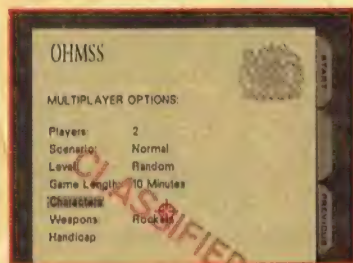 OHMSS
MULTIPLAYER OPTIONS:
Players: 2
Scenario: Normal
Level: Random
Game Length: 10 Minutes
Characters:
Weapons: Rockets
Handicap
CLASSIFIED
START
PREVIOUS